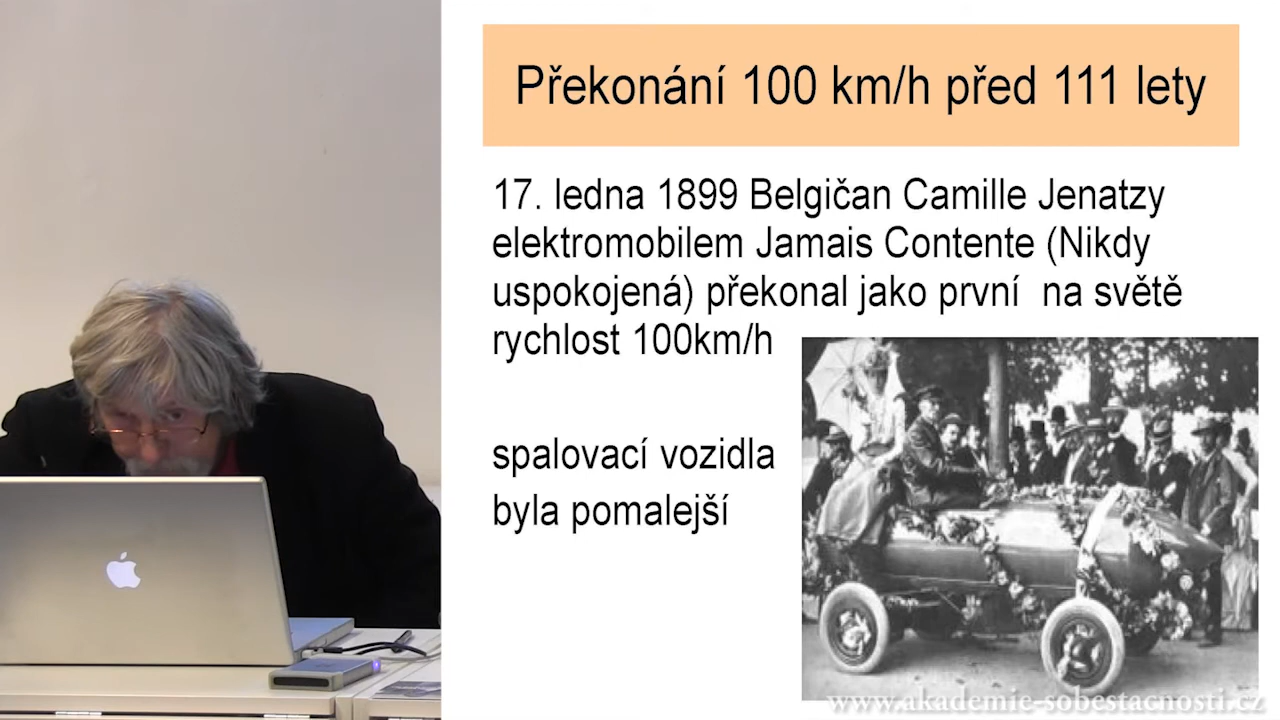 Překonání 100 km/h před 111 lety
17. ledna 1899 Belgičan Camille Jenatzy
elektromobilem Jamais Contente (Nikdy
uspokojená) překonal jako první na světě
rychlost 100km/h
spalovací vozidla
byla pomalejší
www.akademie-sobestacnosti.cz